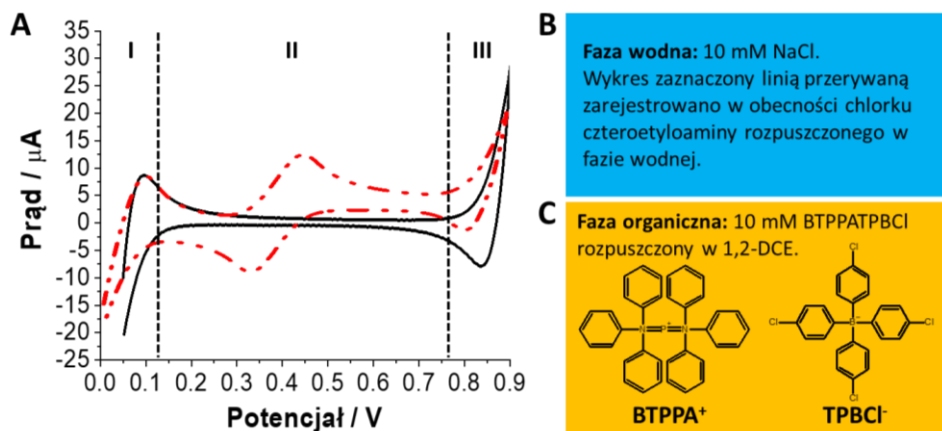 A
I
II
III
Prąd / μA
35
30
25
20
15
10
5
0
-5
-10
-15
-20
-25
0.0 0.1 0.2 0.3 0.4 0.5 0.6 0.7 0.8 0.9
Potencjał / V
B
Faza wodna: 10 mM NaCl.
Wykres zaznaczony linią przerywaną
zarejestrowano w obecności chlorku
czteroetyloaminy rozpuszczonego w
fazie wodnej.
C
Faza organiczna: 10 mM BTPPATPBCl
rozpuszczony w 1,2-DCE.
N=P⁺=N
Cl
Cl
B⁻
Cl
Cl
BTPPA⁺
TPBCl⁻